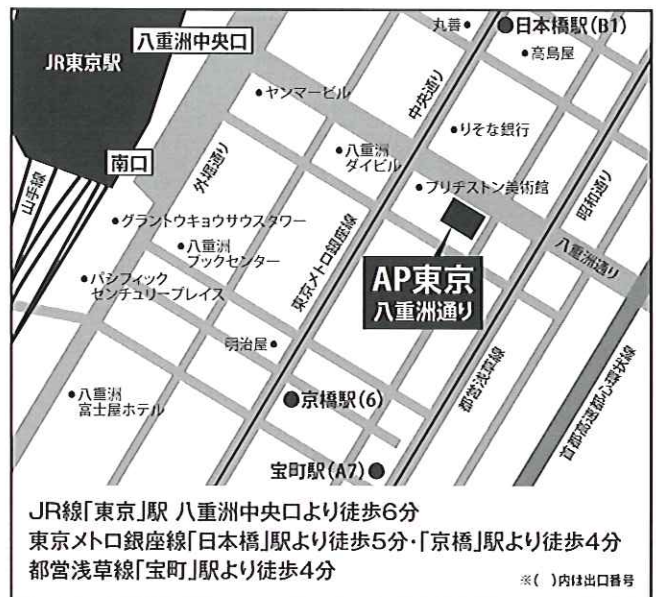 丸善
日本橋駅(B1)
八重洲中央口
JR東京駅
髙島屋
ヤンマービル
中央通り
りそな銀行
八重洲
ダイビル
南口
外堀通り
ブリヂストン美術館
昭和通り
山手線
グラントウキョウサウスタワー
八重洲
ブックセンター
東京メトロ銀座線
AP東京
八重洲通り
八重洲通り
パシフィック
センチュリープレイス
明治屋
都営浅草線
首都高速都心環状線
八重洲
富士屋ホテル
京橋駅(6)
宝町駅(A7)
JR線「東京」駅 八重洲中央口より徒歩6分
東京メトロ銀座線「日本橋」駅より徒歩5分・「京橋」駅より徒歩4分
都営浅草線「宝町」駅より徒歩4分
※( )内は出口番号